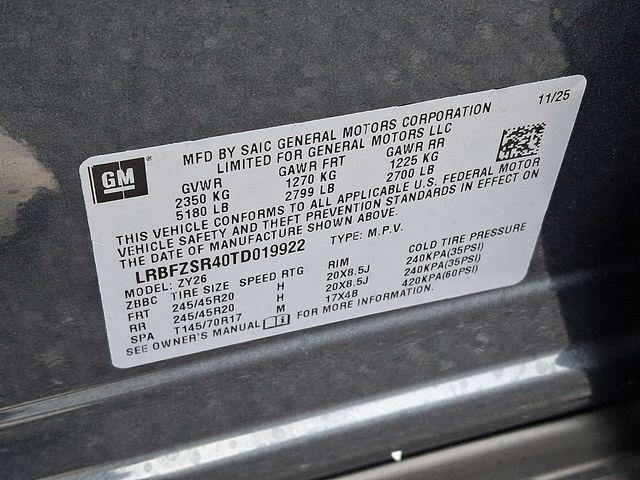 11/25
GM
MFD BY SAIC GENERAL MOTORS CORPORATION
LIMITED FOR GENERAL MOTORS LLC
GVWR GAWR FRT GAWR RR
2350 KG 1270 KG 1225 KG
5180 LB 2799 LB 2700 LB
THIS VEHICLE CONFORMS TO ALL APPLICABLE U.S. FEDERAL MOTOR
VEHICLE SAFETY AND THEFT PREVENTION STANDARDS IN EFFECT ON
THE DATE OF MANUFACTURE SHOWN ABOVE.
LRBFZSR40TD019922 TYPE: M.P.V.
MODEL: ZY26
ZBBC TIRE SIZE SPEED RTG RIM COLD TIRE PRESSURE
FRT 245/45R20 H 20X8.5J 240KPA(35PSI)
RR 245/45R20 H 20X8.5J 240KPA(35PSI)
SPA T145/70R17 M 17X4B 420KPA(60PSI)
SEE OWNER'S MANUAL FOR MORE INFORMATION.